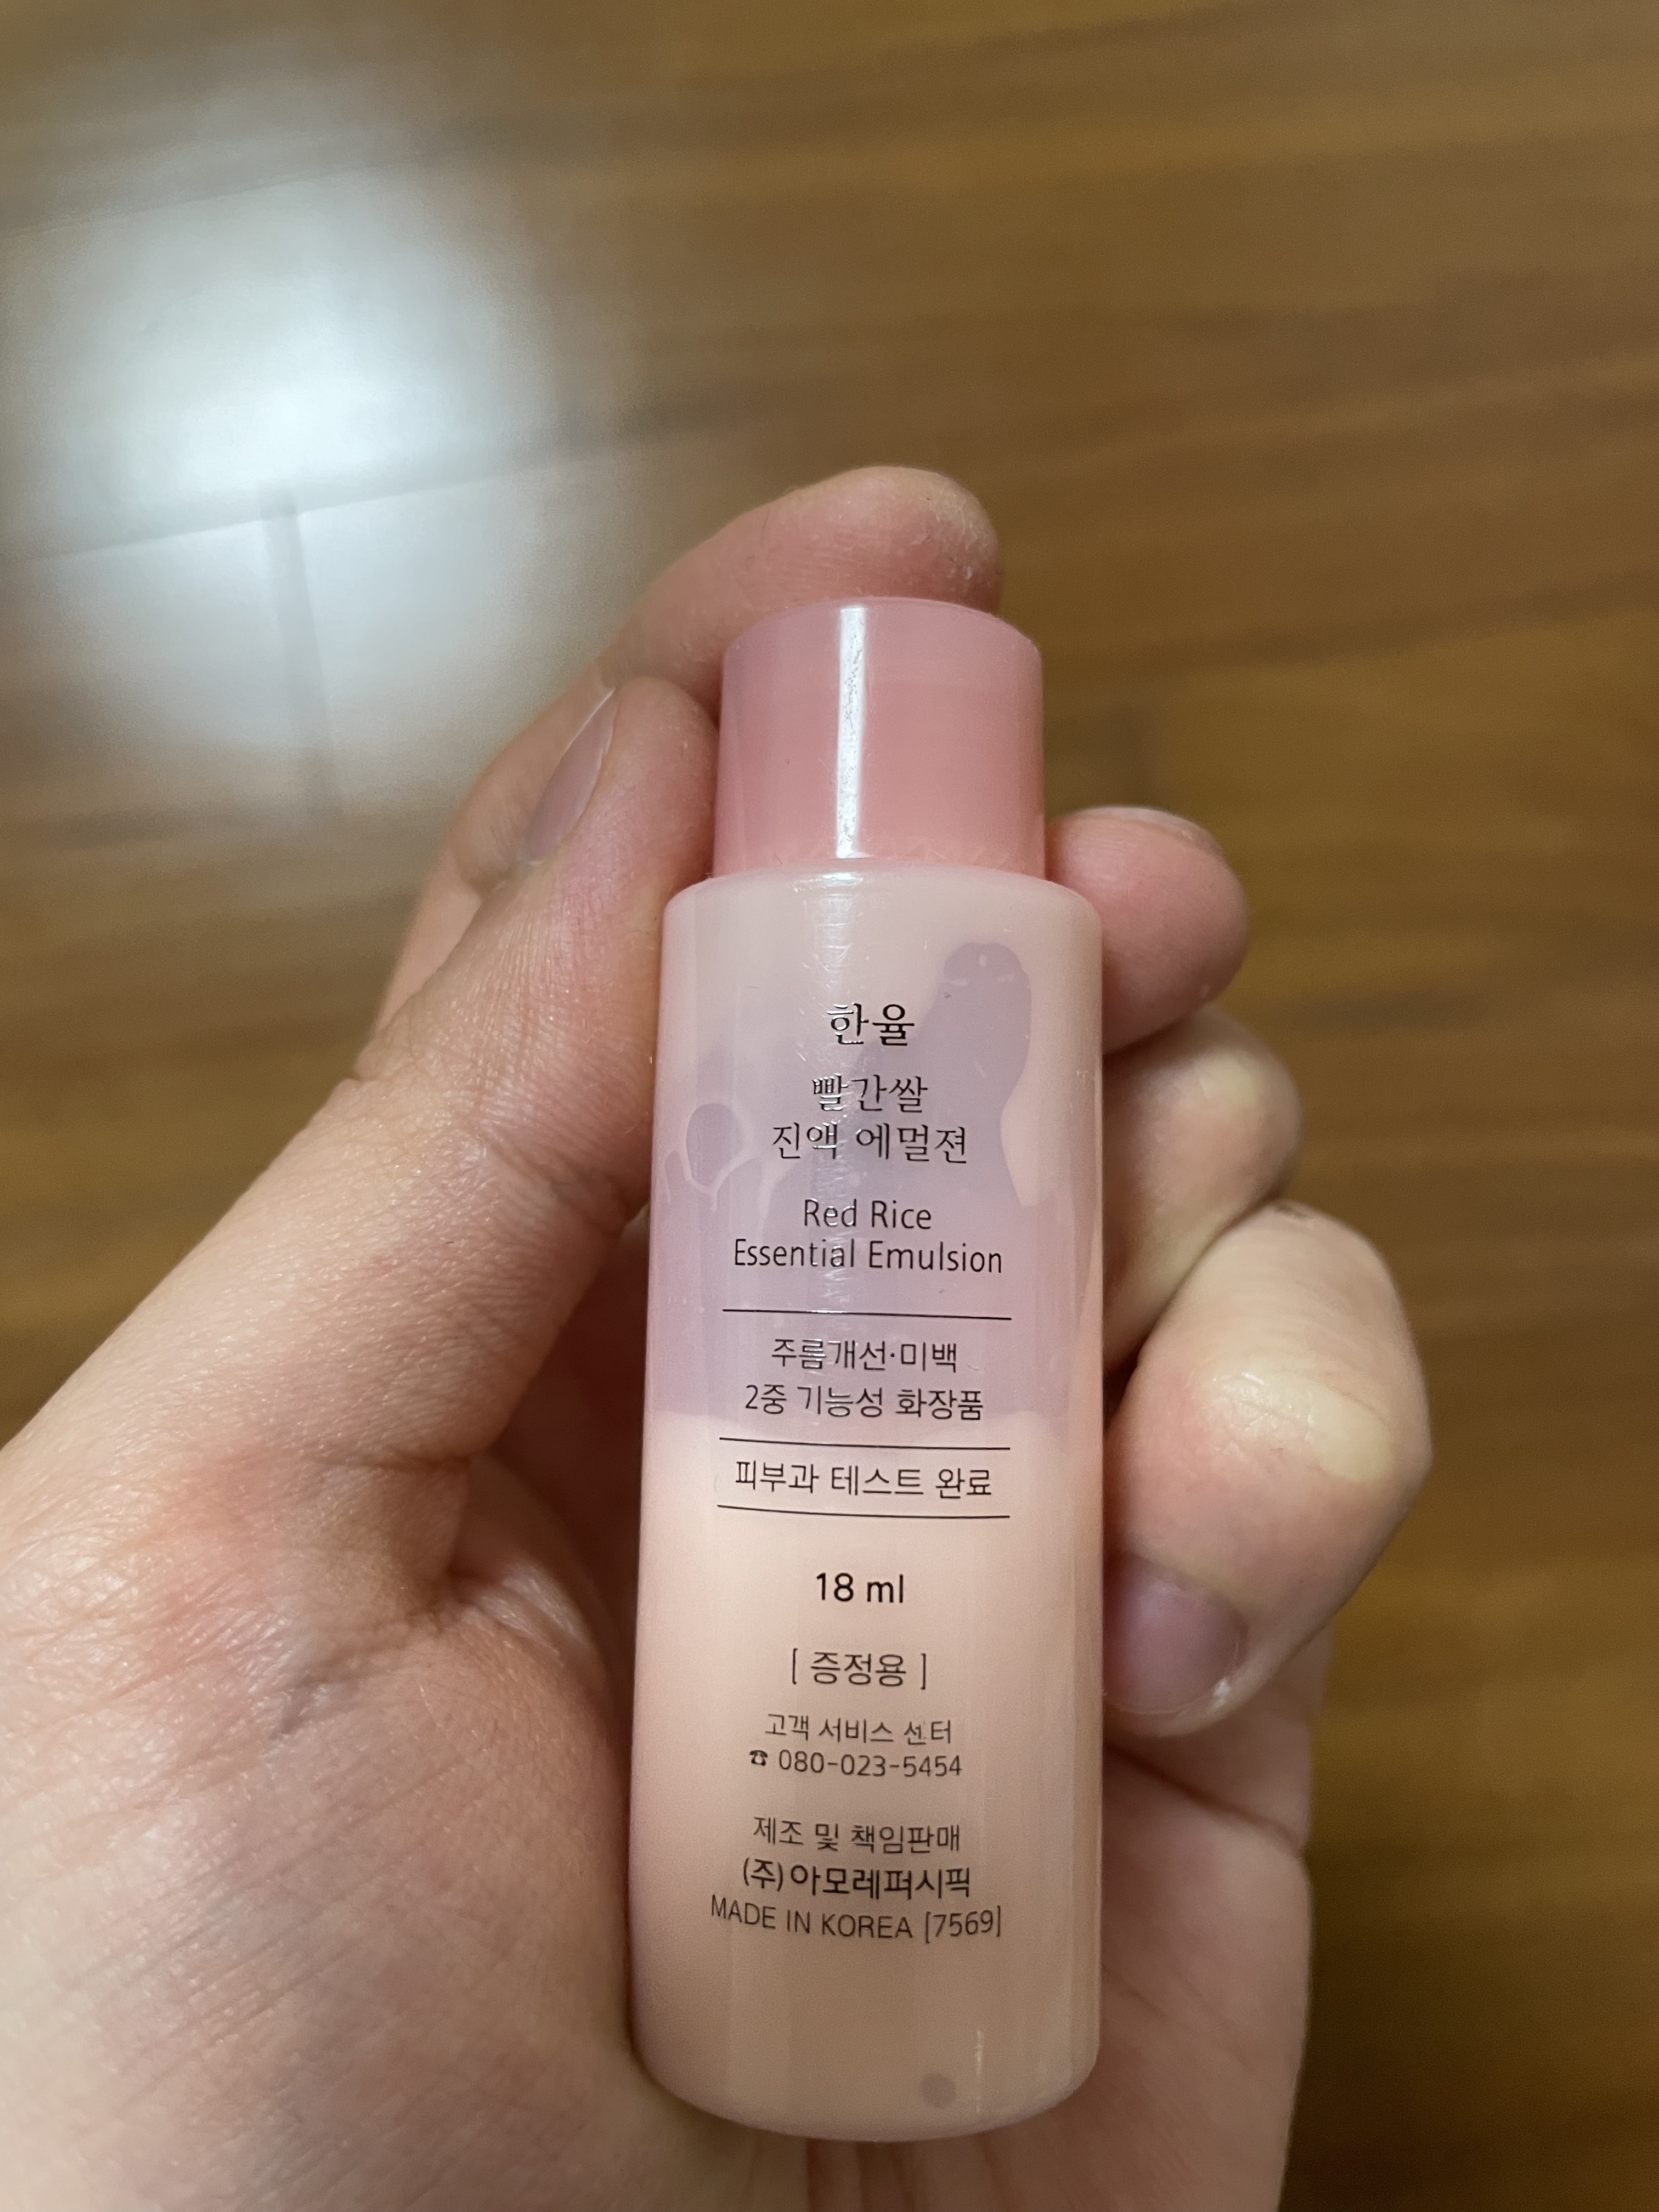 한율
빨간쌀
진액 에멀젼
Red Rice
Essential Emulsion
주름개선·미백
2중 기능성 화장품
피부과 테스트 완료
18 ml
[ 증정용 ]
고객 서비스 센터
☎ 080-023-5454
제조 및 책임판매
(주)아모레퍼시픽
MADE IN KOREA [7569]